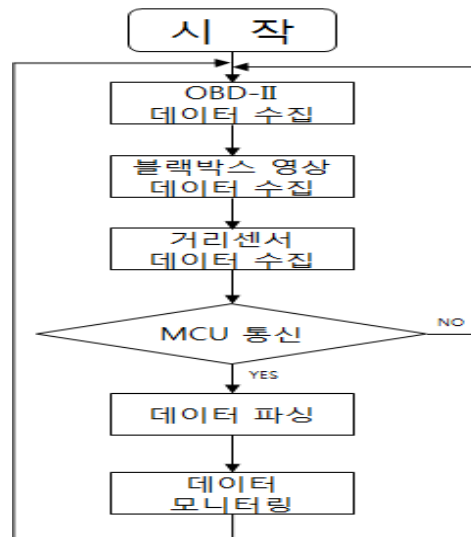 시 작
OBD-II
데이터 수집
블랙박스 영상
데이터 수집
거리센서
데이터 수집
MCU 통신
NO
YES
데이터 파싱
데이터
모니터링